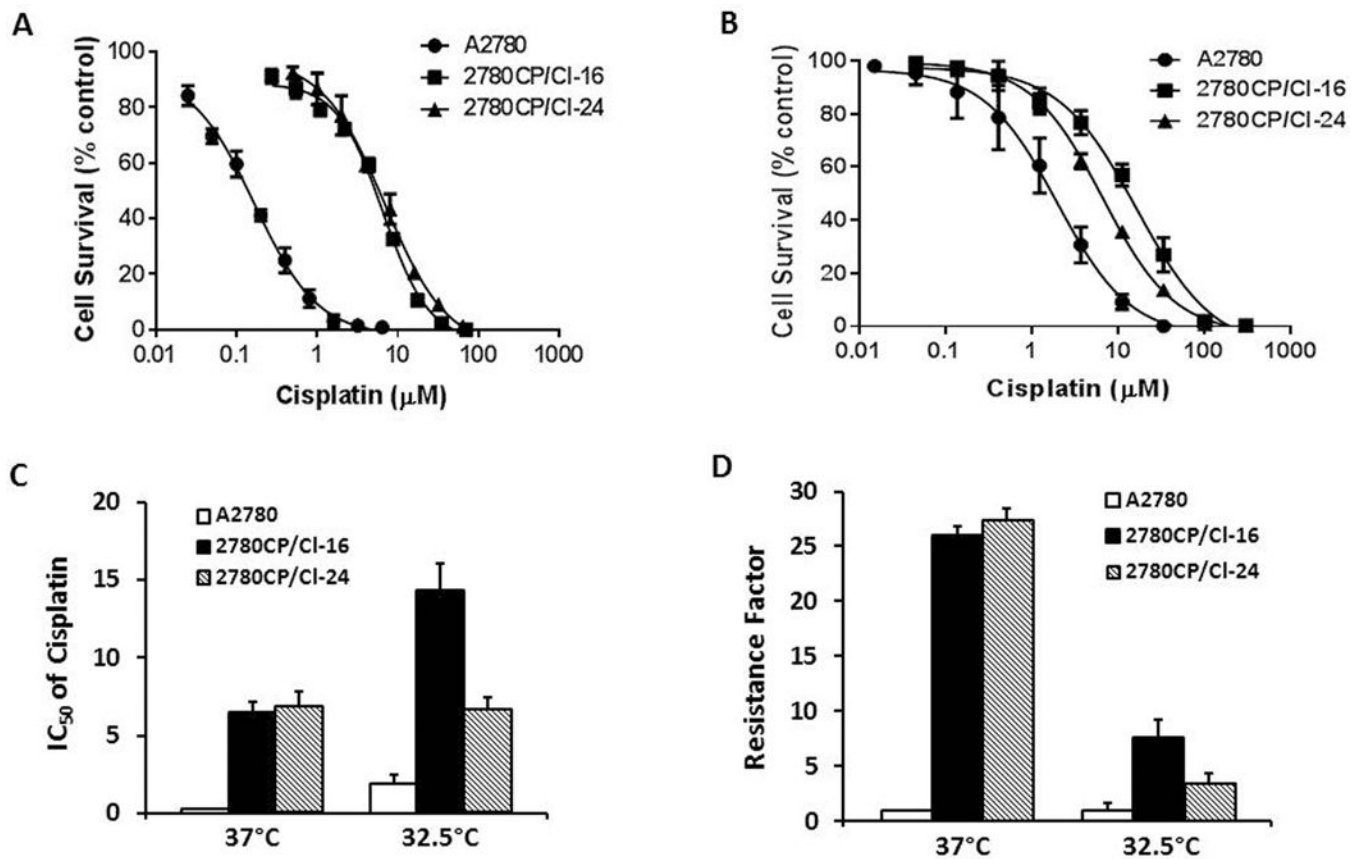 A
Cell Survival (% control)
100
80
60
40
20
0
0.01
0.1
1
10
100
1000
Cisplatin (μM)
A2780
2780CP/Cl-16
2780CP/Cl-24
B
Cell Survival (% control)
100
80
60
40
20
0
0.01
0.1
1
10
100
1000
Cisplatin (μM)
A2780
2780CP/Cl-16
2780CP/Cl-24
C
IC50 of Cisplatin
20
15
10
5
0
A2780
2780CP/Cl-16
2780CP/Cl-24
37°C
32.5°C
D
Resistance Factor
30
25
20
15
10
5
0
A2780
2780CP/Cl-16
2780CP/Cl-24
37°C
32.5°C